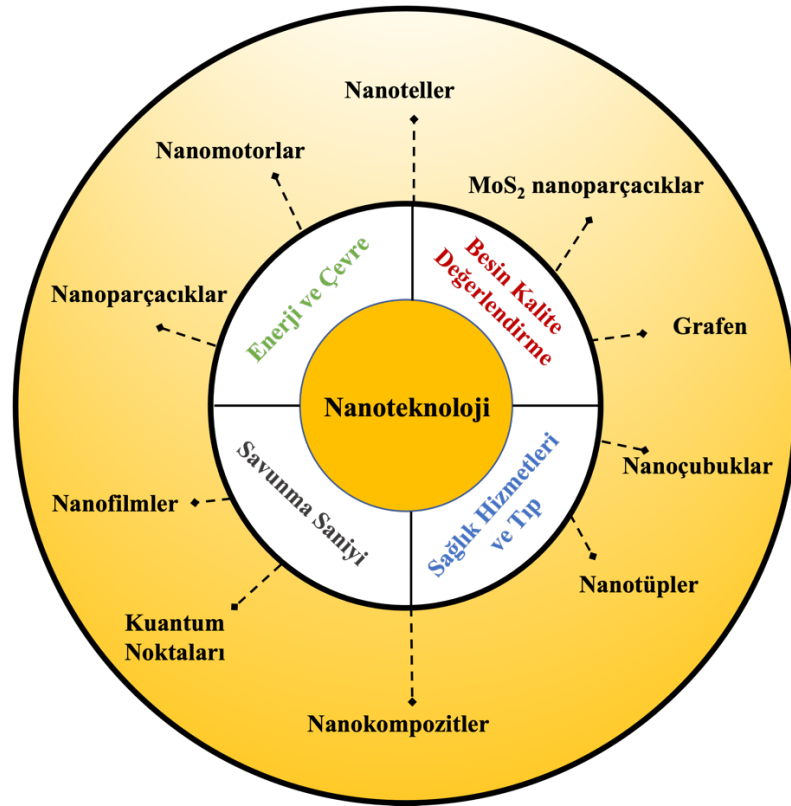 Nanoteller
Nanomotorlar
MoS₂ nanoparçacıklar
Nanoparçacıklar
Enerji ve Çevre
Besin Kalite
Değerlendirme
Grafen
Nanoteknoloji
Nanoçubuklar
Nanofilmler
Savunma Saniyi
Sağlık Hizmetleri
ve Tıp
Nanotüpler
Kuantum
Noktaları
Nanokompozitler